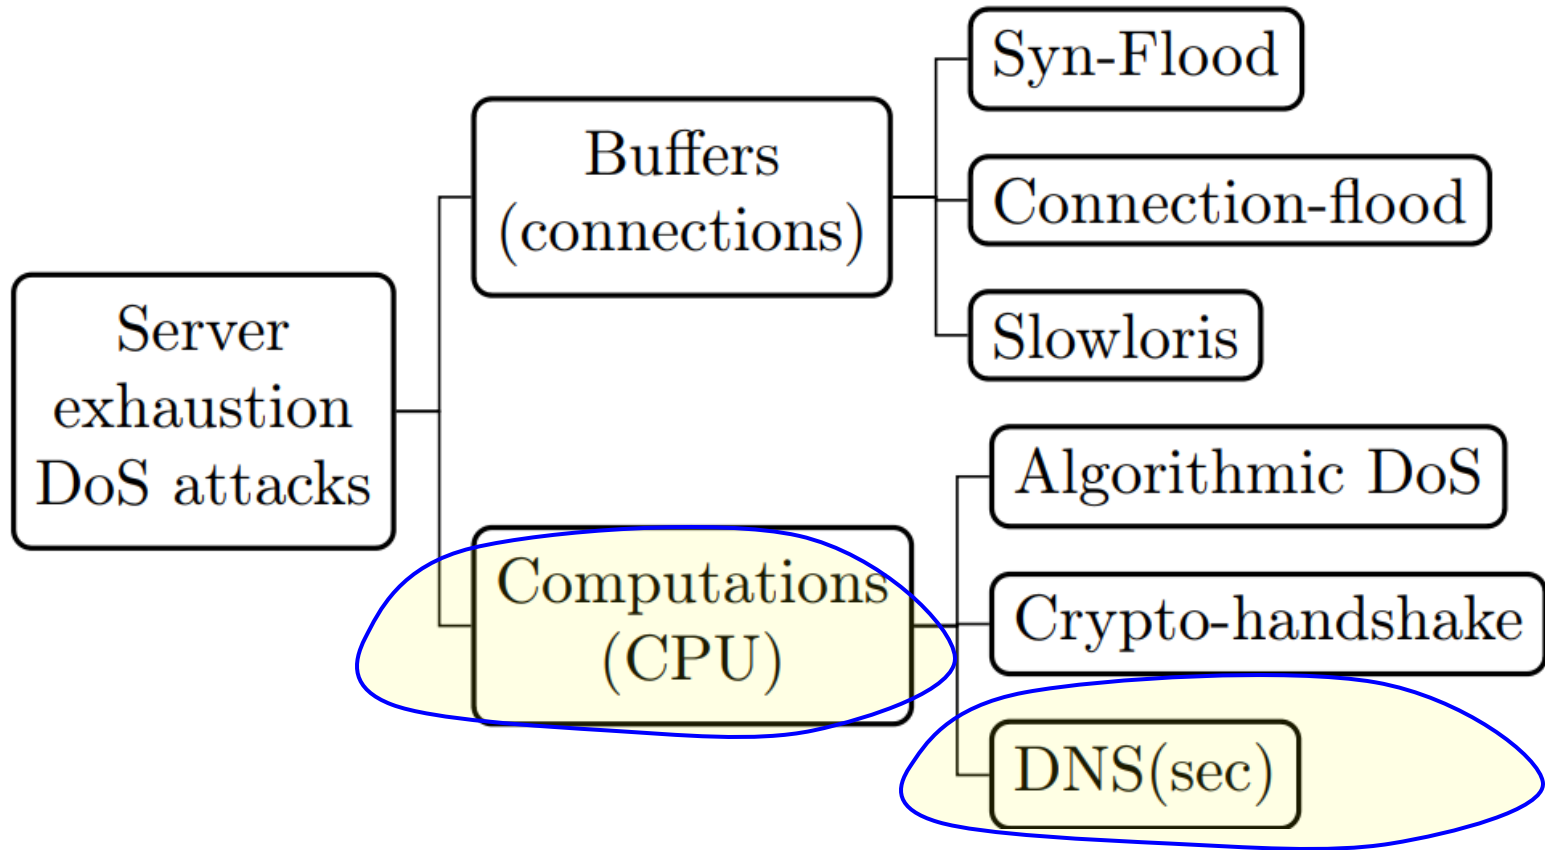 Server
exhaustion
DoS attacks
Buffers
(connections)
Syn-Flood
Connection-flood
Slowloris
Computations
(CPU)
Algorithmic DoS
Crypto-handshake
DNS(sec)